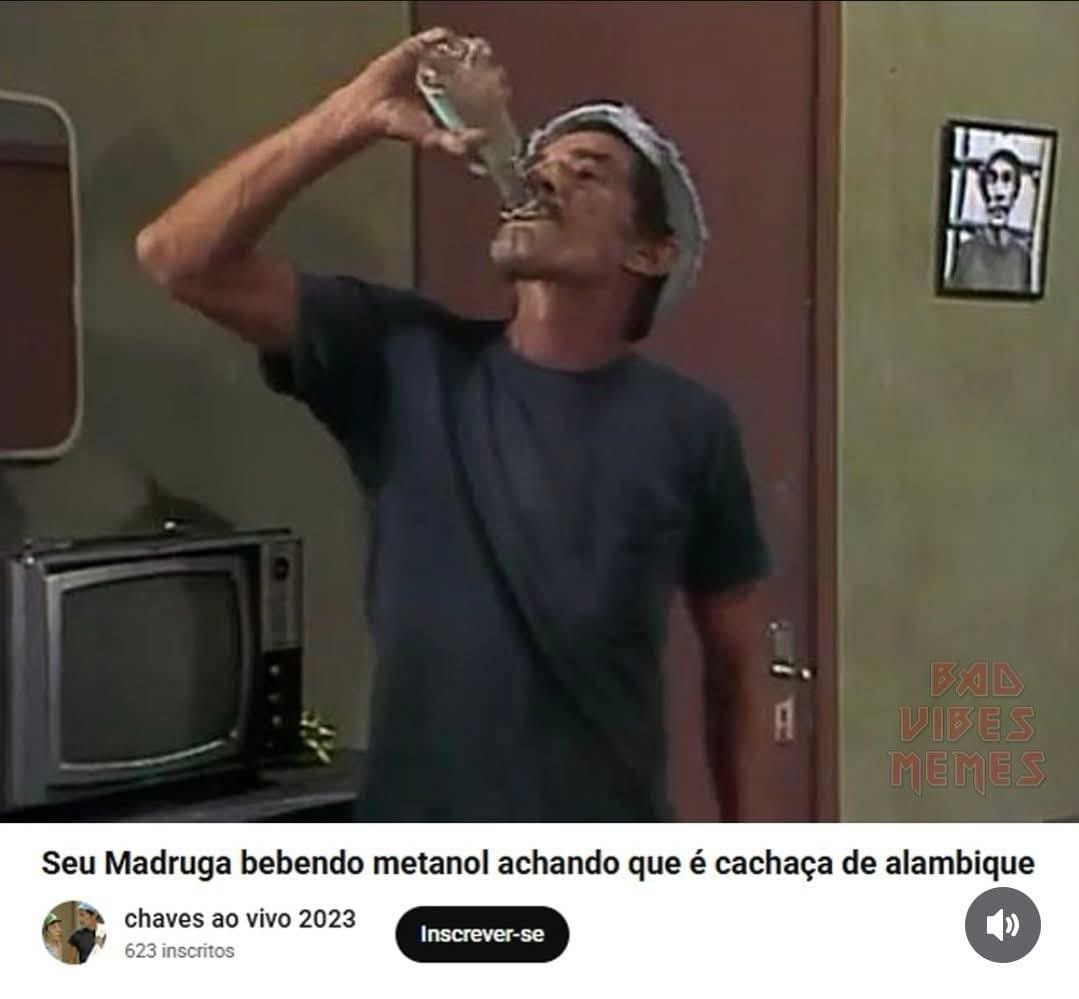 BAD
VIBES
MEMES
Seu Madruga bebendo metanol achando que é cachaça de alambique
chaves ao vivo 2023
Inscrever-se
623 inscritos